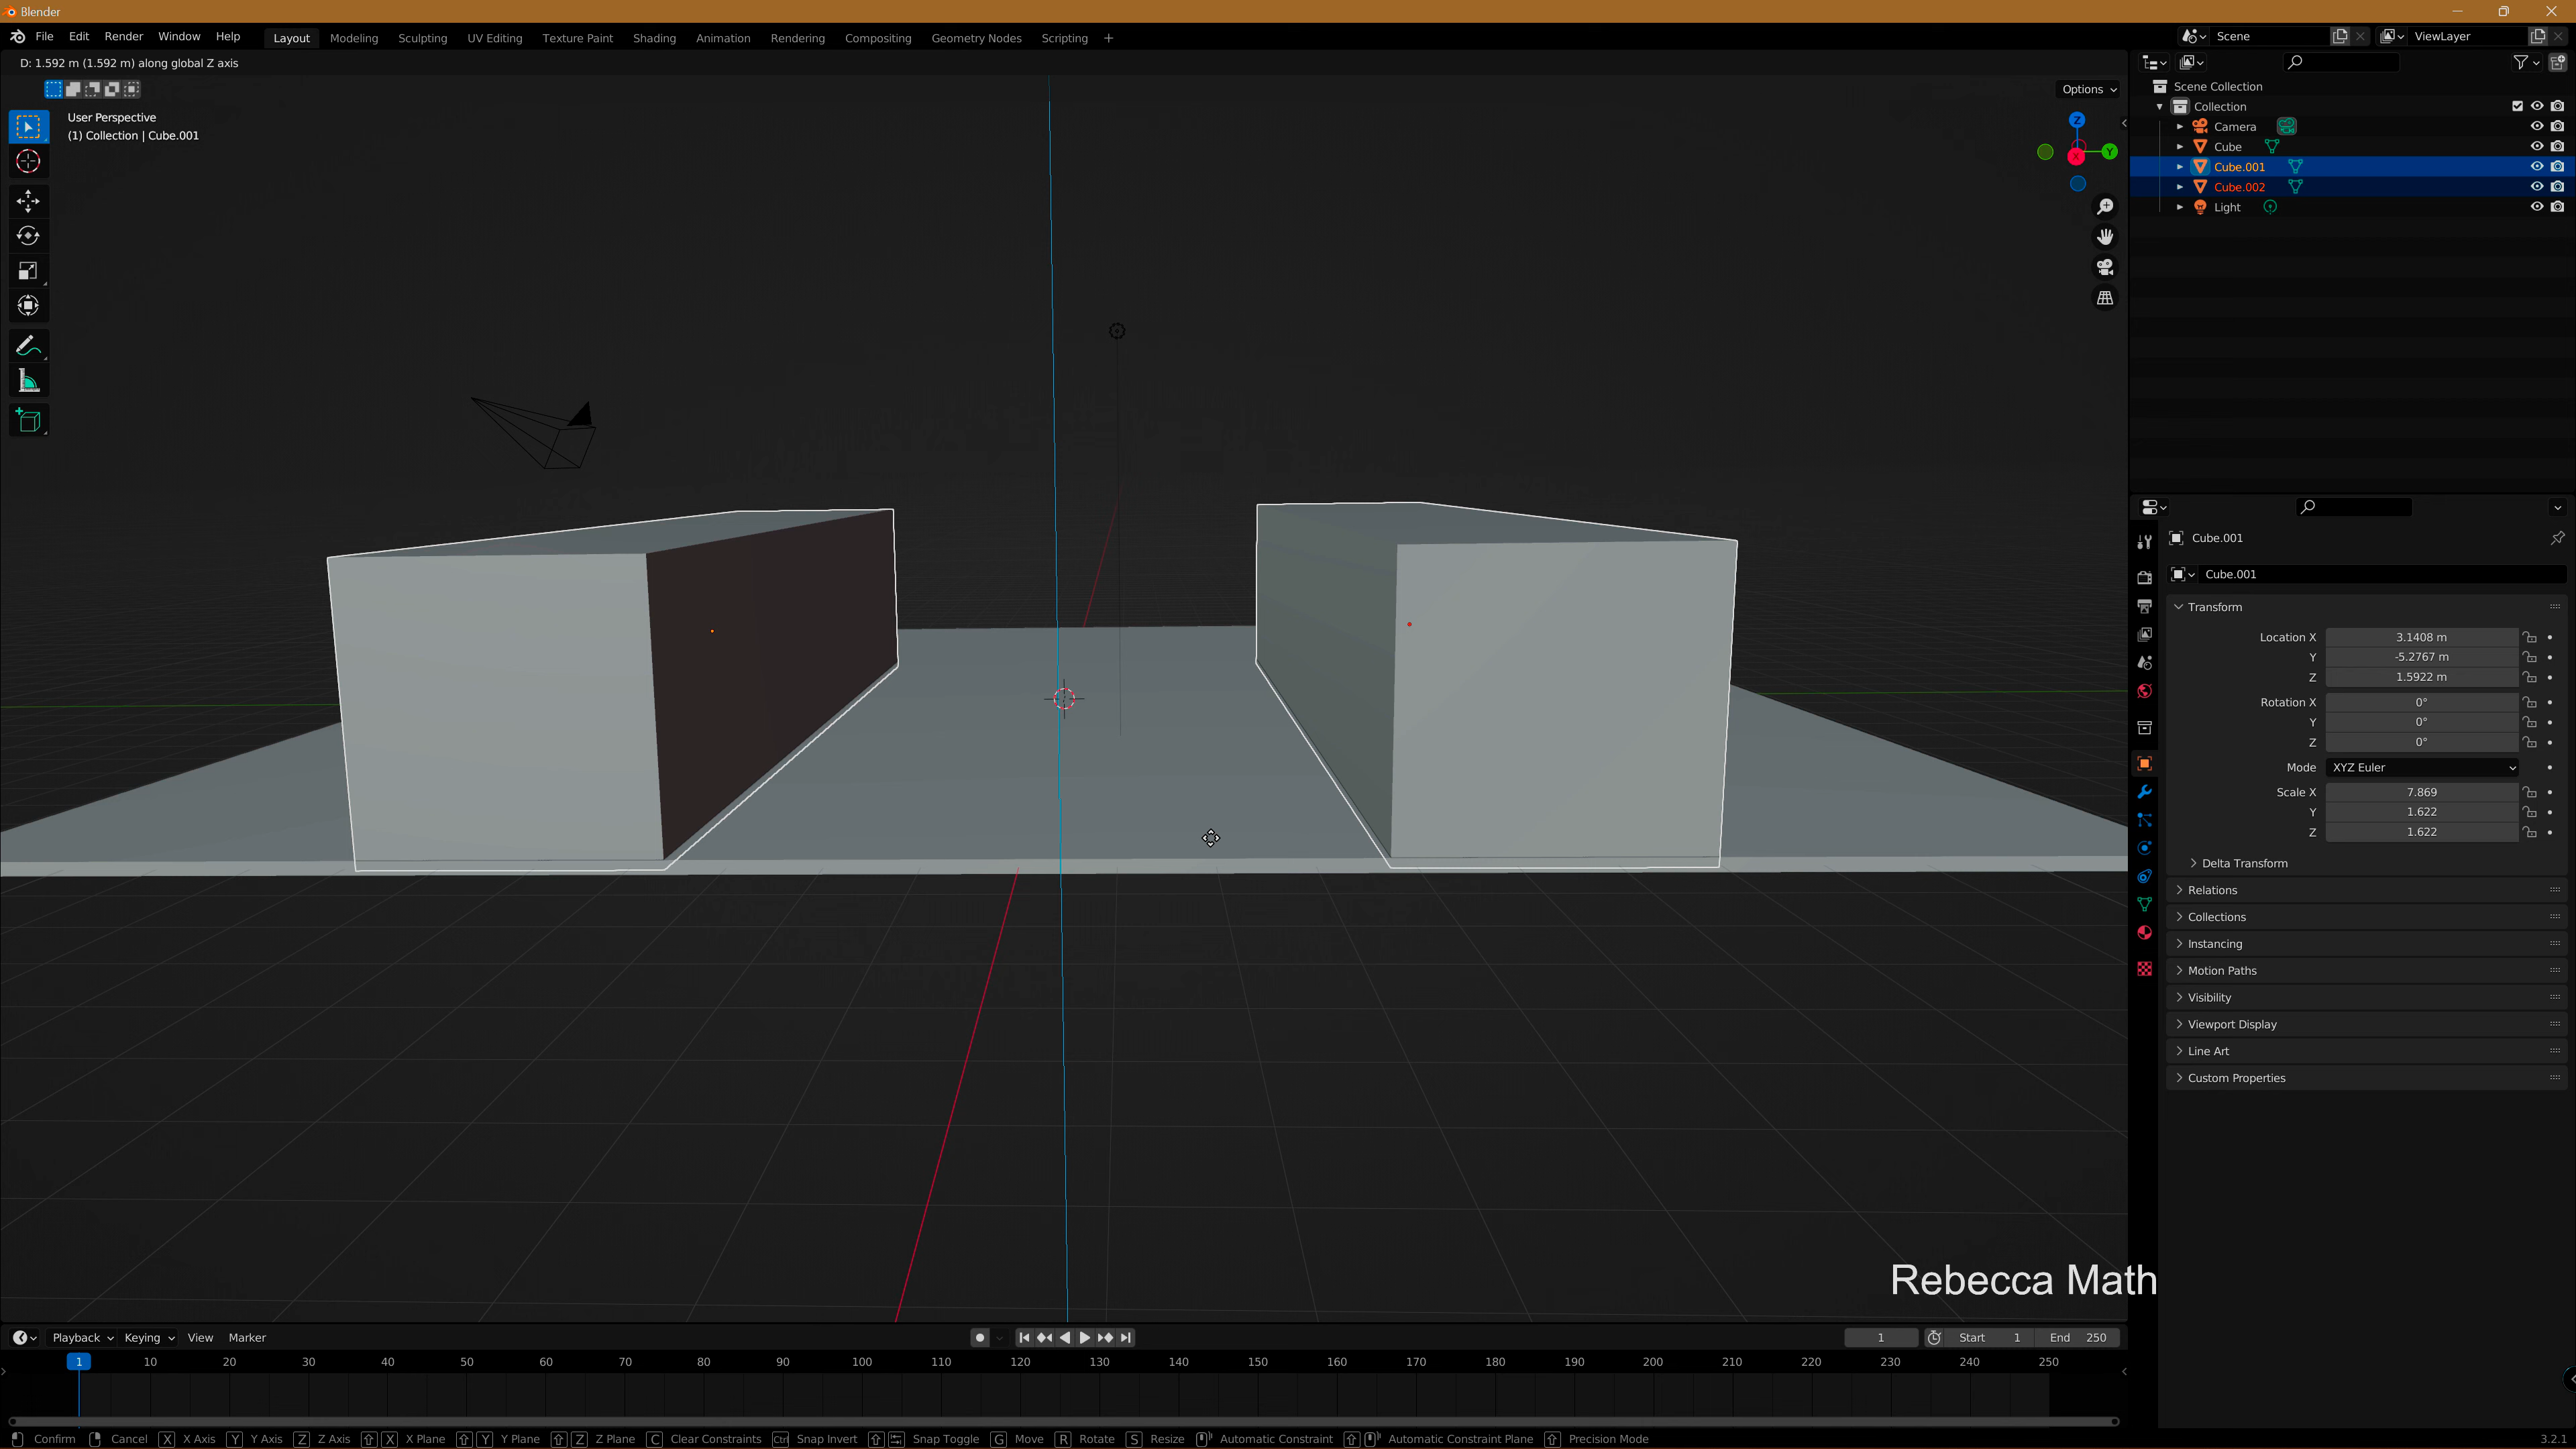 Blender
File Edit Render Window Help Layout Modeling Sculpting UV Editing Texture Paint Shading Animation Rendering Compositing Geometry Nodes Scripting + Scene ViewLayer
D: 1.592 m (1.592 m) along global Z axis
Options
User Perspective
(1) Collection | Cube.001
Z
Y
X
Scene Collection
Collection
Camera
Cube
Cube.001
Cube.002
Light
Cube.001
Cube.001
Transform
Location X 3.1408 m
Y -5.2767 m
Z 1.5922 m
Rotation X 0°
Y 0°
Z 0°
Mode XYZ Euler
Scale X 7.869
Y 1.622
Z 1.622
Delta Transform
Relations
Collections
Instancing
Motion Paths
Visibility
Viewport Display
Line Art
Custom Properties
Rebecca Math
Playback Keying View Marker 1 Start 1 End 250
1 10 20 30 40 50 60 70 80 90 100 110 120 130 140 150 160 170 180 190 200 210 220 230 240 250
Confirm Cancel X X Axis Y Y Axis Z Z Axis X X Plane Y Y Plane Z Z Plane C Clear Constraints Ctrl Snap Invert Snap Toggle G Move R Rotate S Resize Automatic Constraint Automatic Constraint Plane Precision Mode 3.2.1